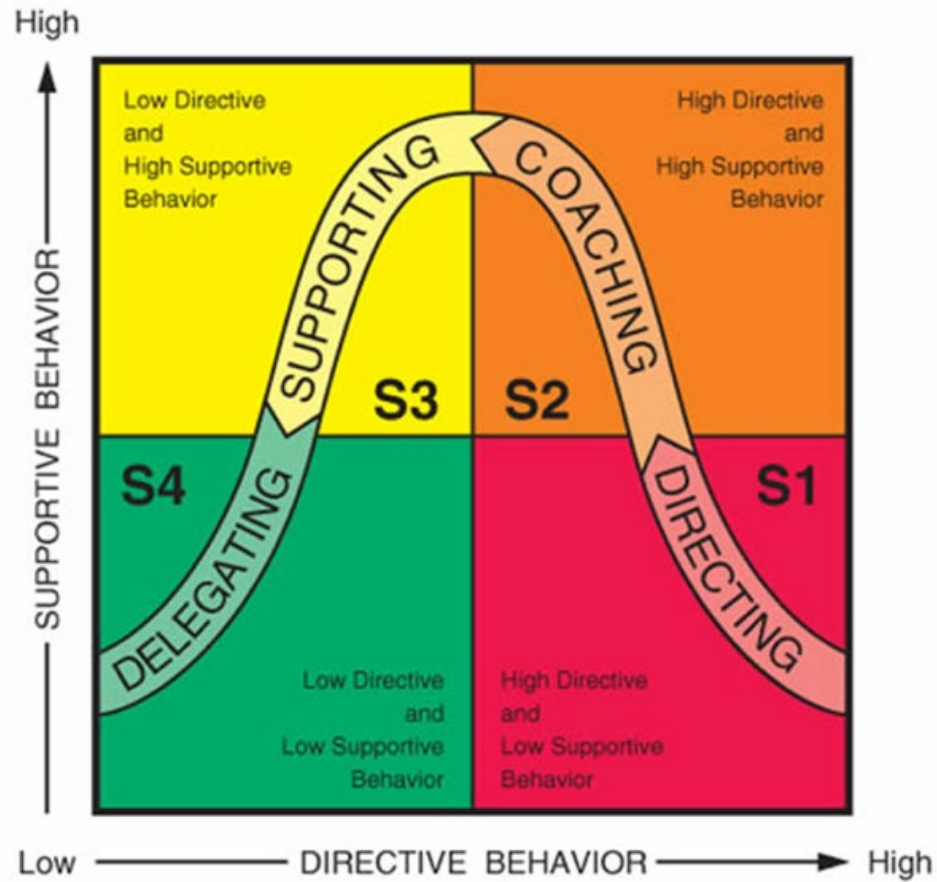 High
Low Directive
and
High Supportive
Behavior
High Directive
and
High Supportive
Behavior
SUPPORTING
COACHING
S3
S2
SUPPORTIVE BEHAVIOR
S4
S1
DELEGATING
DIRECTING
Low Directive
and
Low Supportive
Behavior
High Directive
and
Low Supportive
Behavior
Low
DIRECTIVE BEHAVIOR
High